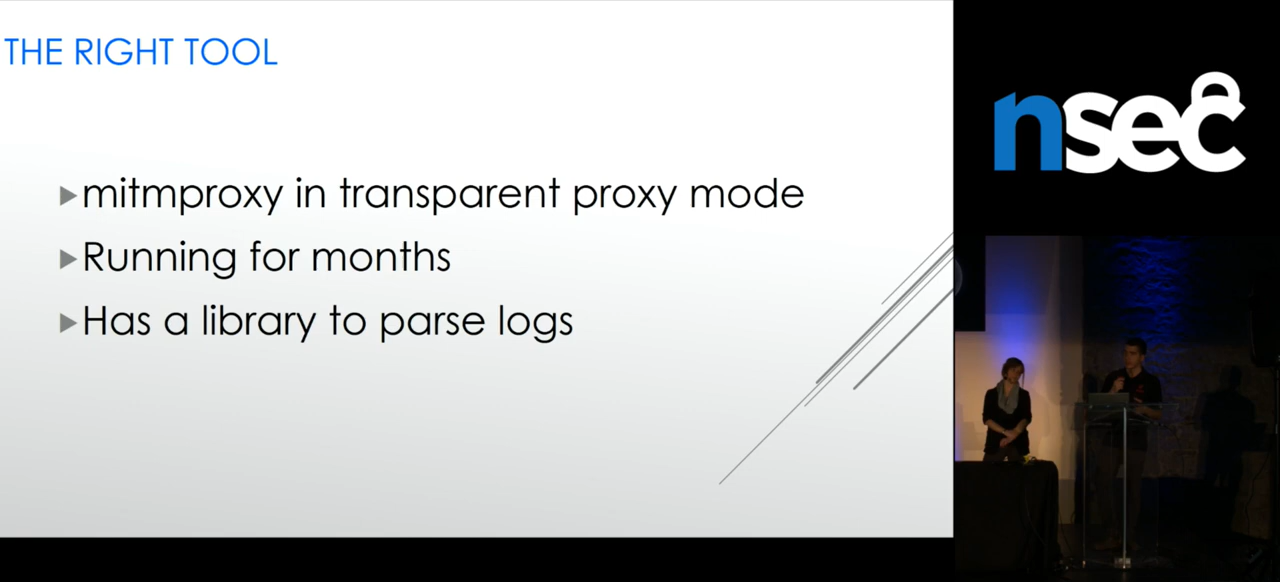 THE RIGHT TOOL
mitmproxy in transparent proxy mode
Running for months
Has a library to parse logs
nsec